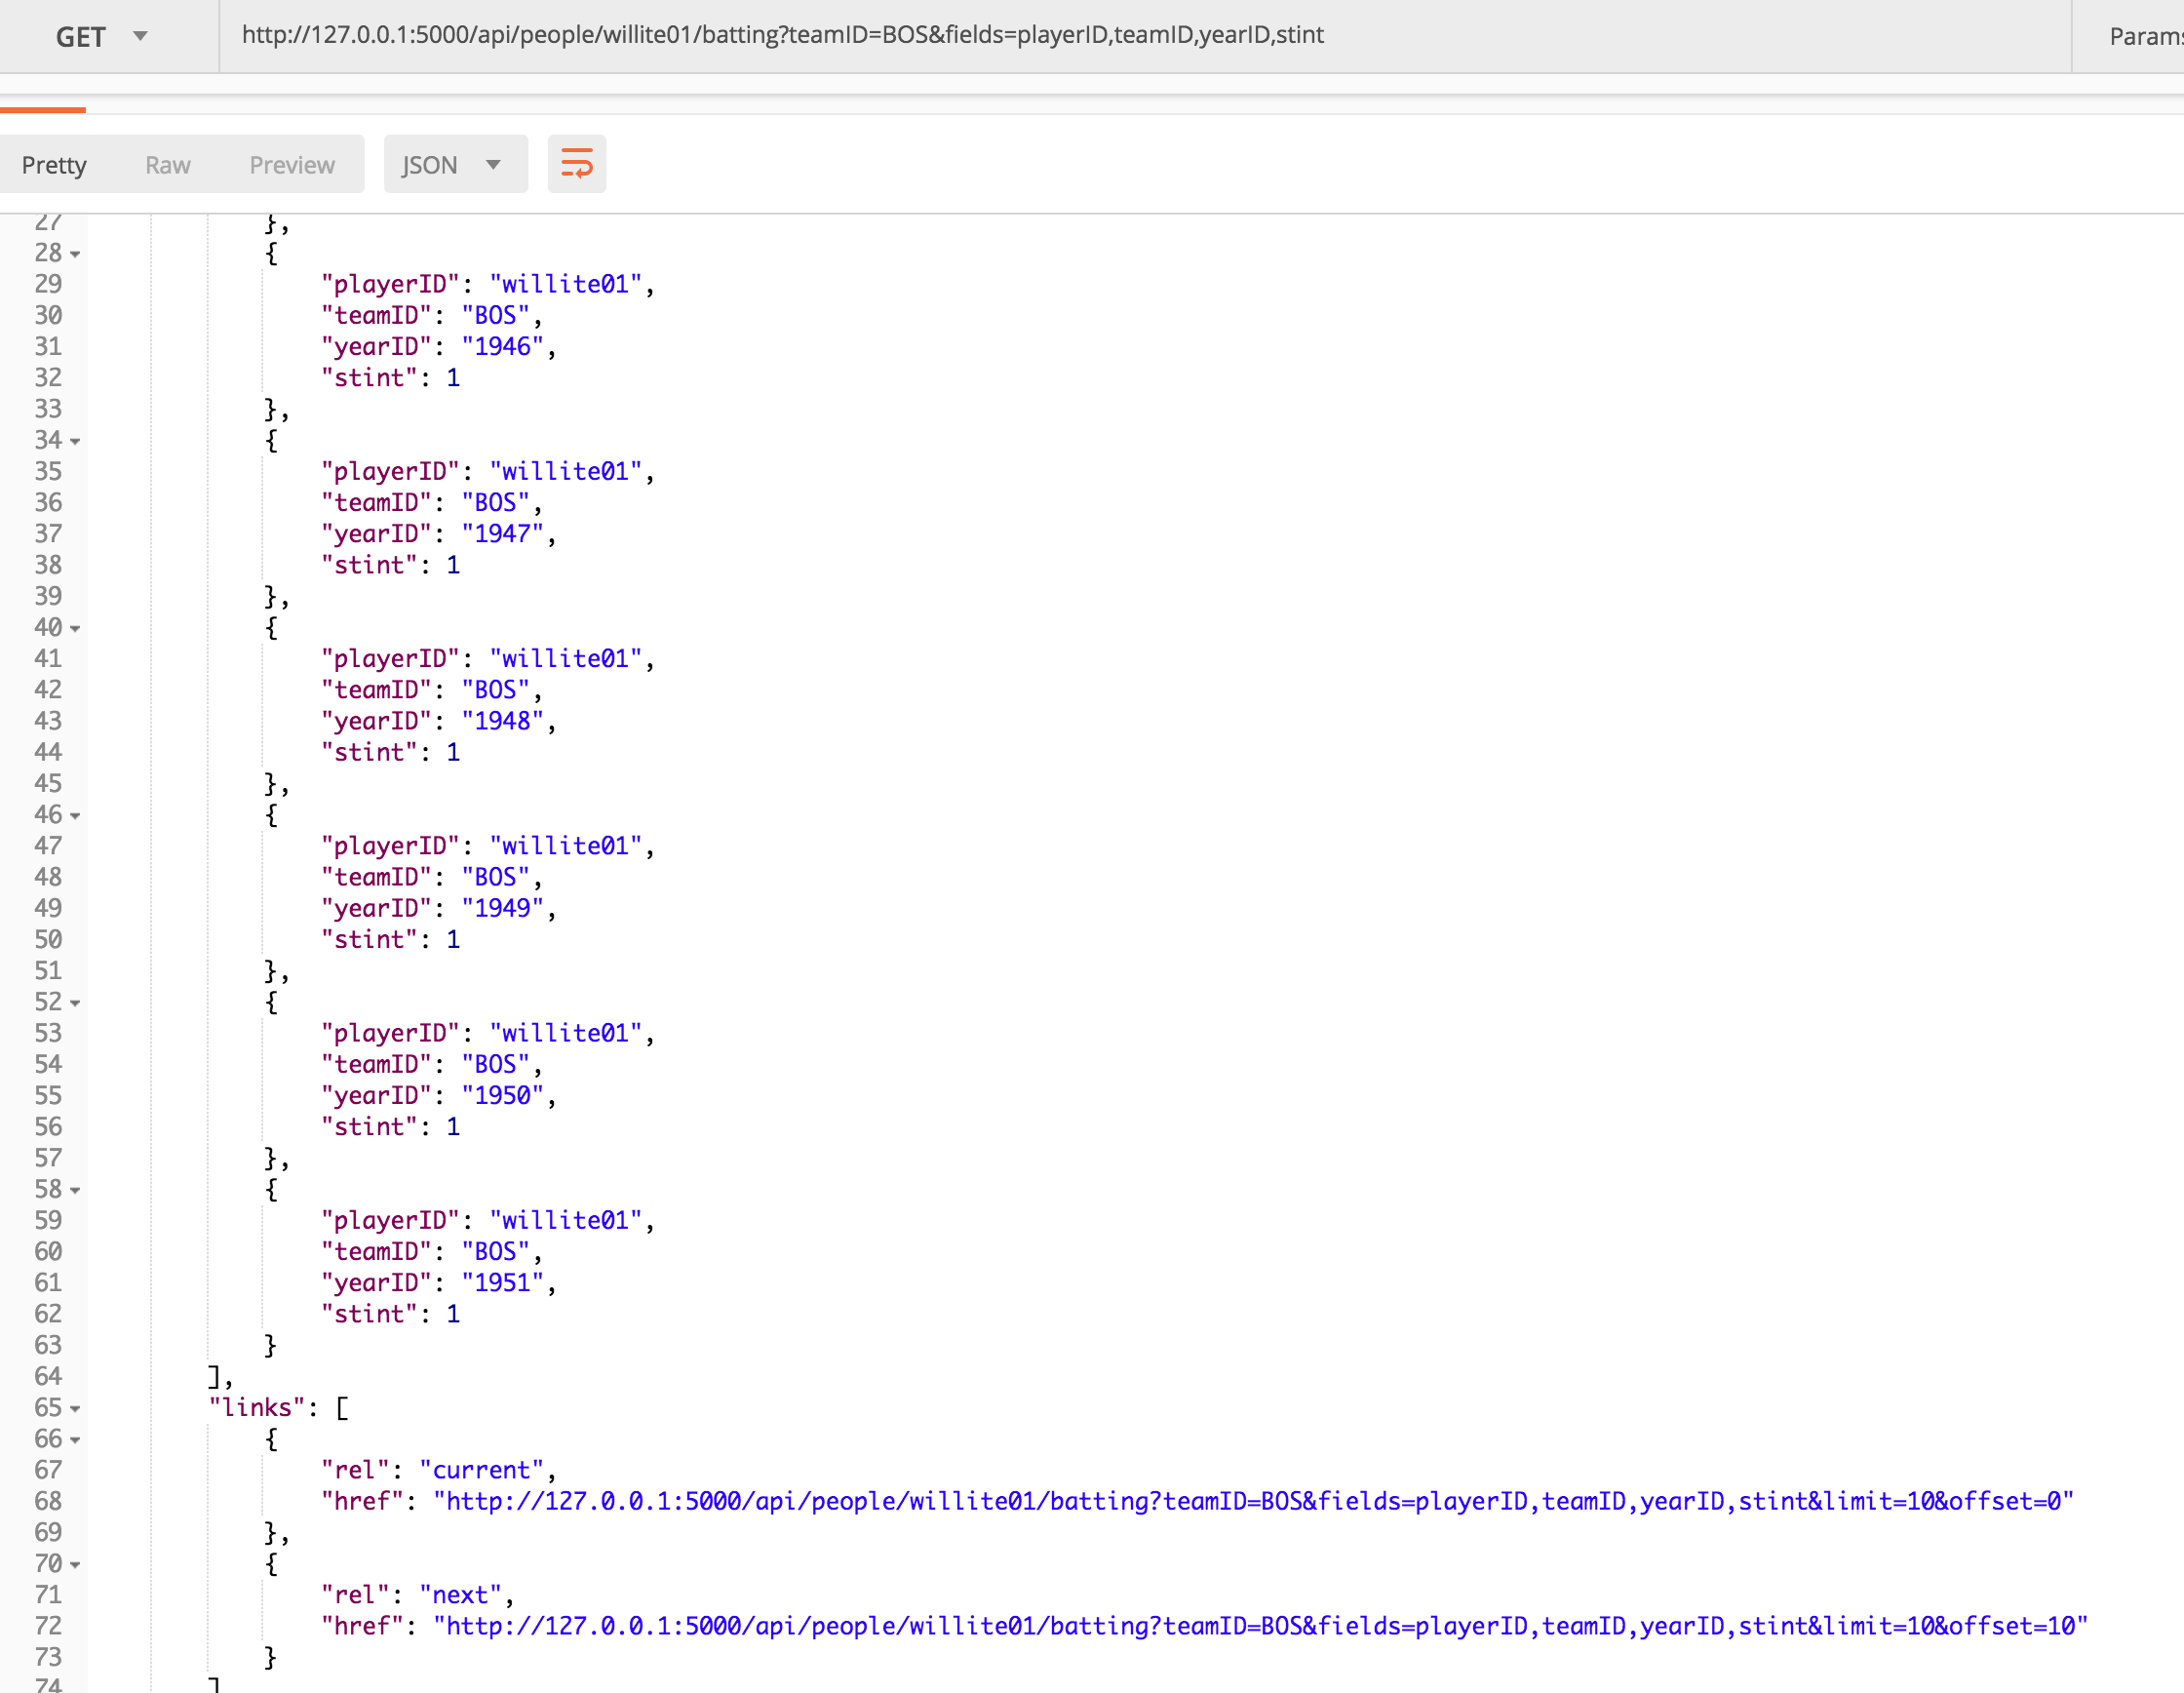 GET http://127.0.0.1:5000/api/people/willite01/batting?teamID=BOS&fields=playerID,teamID,yearID,stint Params
Pretty Raw Preview JSON
27 },
28 {
29 "playerID": "willite01",
30 "teamID": "BOS",
31 "yearID": "1946",
32 "stint": 1
33 },
34 {
35 "playerID": "willite01",
36 "teamID": "BOS",
37 "yearID": "1947",
38 "stint": 1
39 },
40 {
41 "playerID": "willite01",
42 "teamID": "BOS",
43 "yearID": "1948",
44 "stint": 1
45 },
46 {
47 "playerID": "willite01",
48 "teamID": "BOS",
49 "yearID": "1949",
50 "stint": 1
51 },
52 {
53 "playerID": "willite01",
54 "teamID": "BOS",
55 "yearID": "1950",
56 "stint": 1
57 },
58 {
59 "playerID": "willite01",
60 "teamID": "BOS",
61 "yearID": "1951",
62 "stint": 1
63 }
64 ],
65 "links": [
66 {
67 "rel": "current",
68 "href": "http://127.0.0.1:5000/api/people/willite01/batting?teamID=BOS&fields=playerID,teamID,yearID,stint&limit=10&offset=0"
69 },
70 {
71 "rel": "next",
72 "href": "http://127.0.0.1:5000/api/people/willite01/batting?teamID=BOS&fields=playerID,teamID,yearID,stint&limit=10&offset=10"
73 }
74 ]